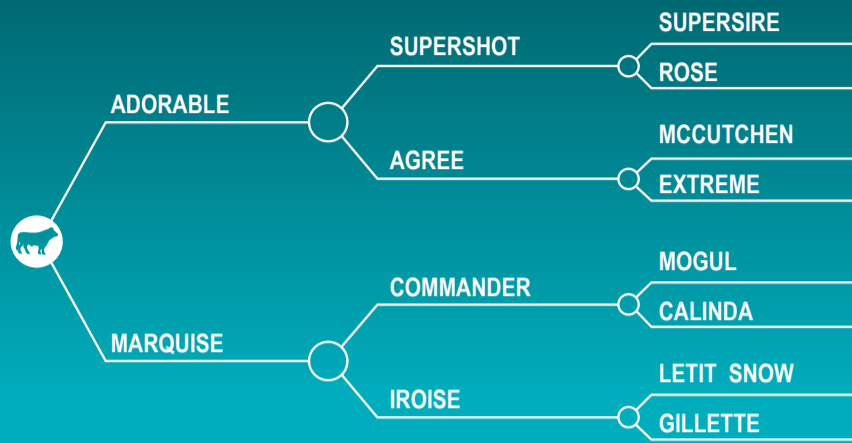 SUPERSIRE
SUPERSHOT
ROSE
ADORABLE
MCCUTCHEN
AGREE
EXTREME
MOGUL
COMMANDER
CALINDA
MARQUISE
LETIT SNOW
IROISE
GILLETTE